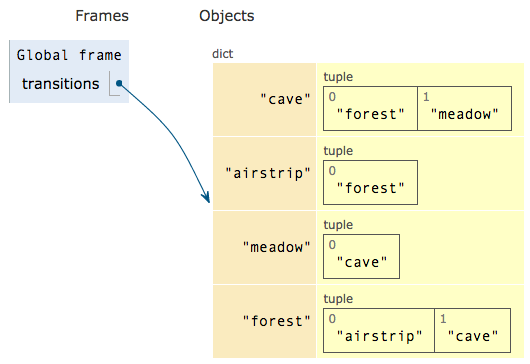 Frames Objects
Global frame
transitions
dict
"cave"
tuple
0 1
"forest" "meadow"
"airstrip"
tuple
0
"forest"
"meadow"
tuple
0
"cave"
"forest"
tuple
0 1
"airstrip" "cave"